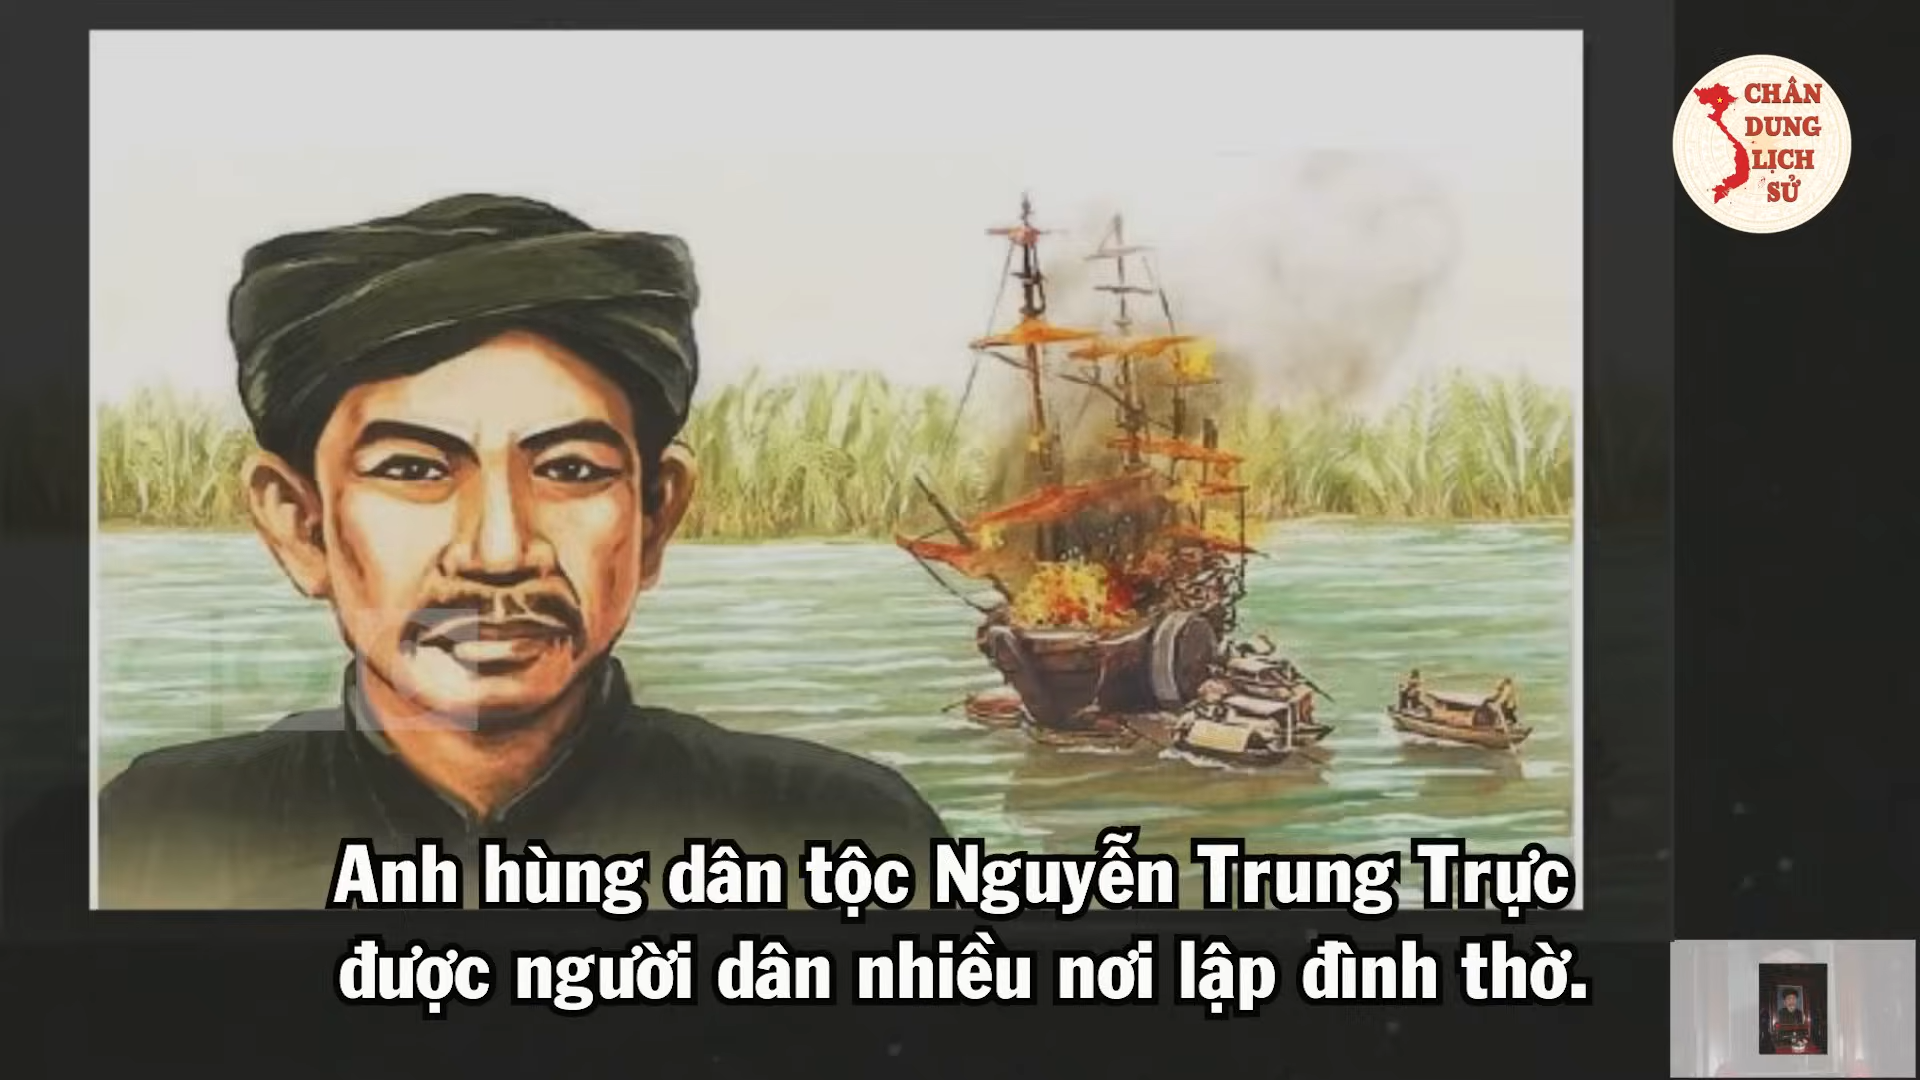 CHÂN
DUNG
LỊCH
SỬ
Anh hùng dân tộc Nguyễn Trung Trực
được người dân nhiều nơi lập đình thờ.